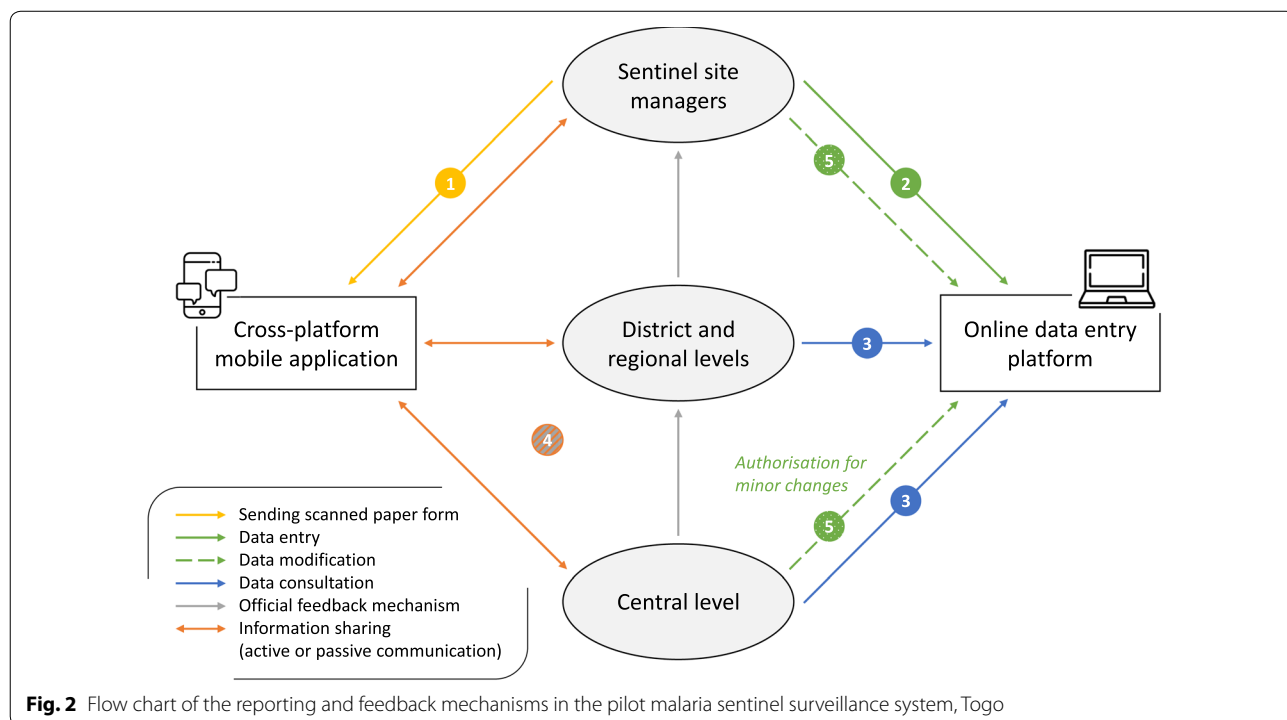 Sentinel site
managers
1
5
2
Cross-platform
mobile application
District and
regional levels
3
Online data entry
platform
4
Authorisation for
minor changes
3
5
Central level
Sending scanned paper form
Data entry
Data modification
Data consultation
Official feedback mechanism
Information sharing
(active or passive communication)
Fig. 2 Flow chart of the reporting and feedback mechanisms in the pilot malaria sentinel surveillance system, Togo